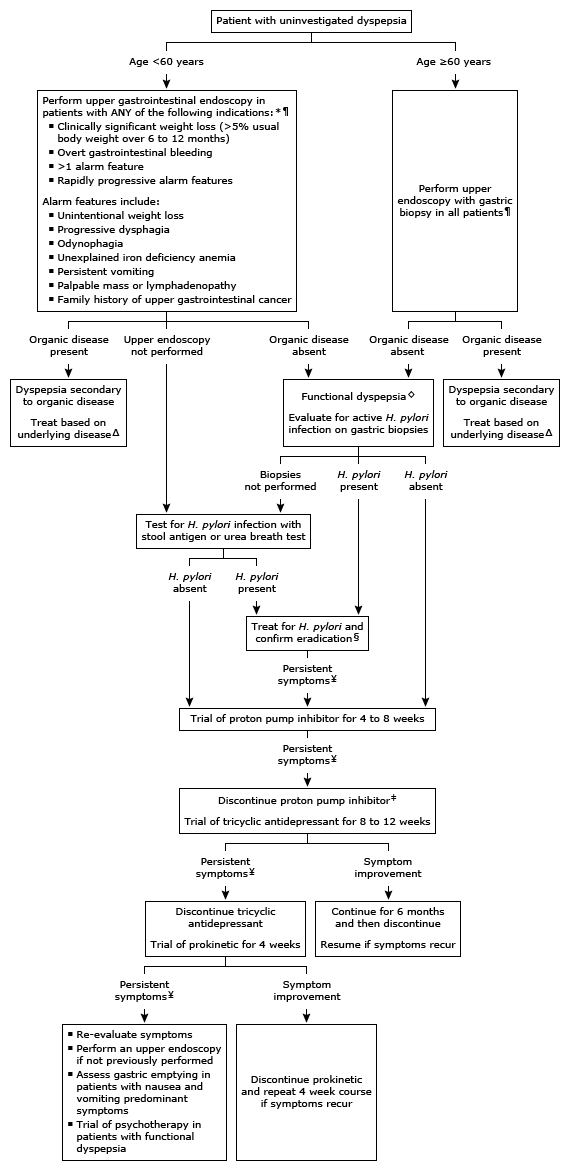 Patient with uninvestigated dyspepsia
Age <60 years
Age ≥60 years
Perform upper gastrointestinal endoscopy in
patients with ANY of the following indications:*¶
▪ Clinically significant weight loss (>5% usual
body weight over 6 to 12 months)
▪ Overt gastrointestinal bleeding
▪ >1 alarm feature
▪ Rapidly progressive alarm features
Alarm features include:
▪ Unintentional weight loss
▪ Progressive dysphagia
▪ Odynophagia
▪ Unexplained iron deficiency anemia
▪ Persistent vomiting
▪ Palpable mass or lymphadenopathy
▪ Family history of upper gastrointestinal cancer
Perform upper
endoscopy with gastric
biopsy in all patients¶
Organic disease
present
Upper endoscopy
not performed
Organic disease
absent
Organic disease
absent
Organic disease
present
Dyspepsia secondary
to organic disease
Treat based on
underlying diseaseΔ
Functional dyspepsia◊
Evaluate for active H. pylori
infection on gastric biopsies
Dyspepsia secondary
to organic disease
Treat based on
underlying diseaseΔ
Biopsies
not performed
H. pylori
present
H. pylori
absent
Test for H. pylori infection with
stool antigen or urea breath test
H. pylori
absent
H. pylori
present
Treat for H. pylori and
confirm eradication§
Persistent
symptoms¥
Trial of proton pump inhibitor for 4 to 8 weeks
Persistent
symptoms¥
Discontinue proton pump inhibitor‡
Trial of tricyclic antidepressant for 8 to 12 weeks
Persistent
symptoms¥
Symptom
improvement
Discontinue tricyclic
antidepressant
Trial of prokinetic for 4 weeks
Continue for 6 months
and then discontinue
Resume if symptoms recur
Persistent
symptoms¥
Symptom
improvement
▪ Re-evaluate symptoms
▪ Perform an upper endoscopy
if not previously performed
▪ Assess gastric emptying in
patients with nausea and
vomiting predominant
symptoms
▪ Trial of psychotherapy in
patients with functional
dyspepsia
Discontinue prokinetic
and repeat 4 week course
if symptoms recur